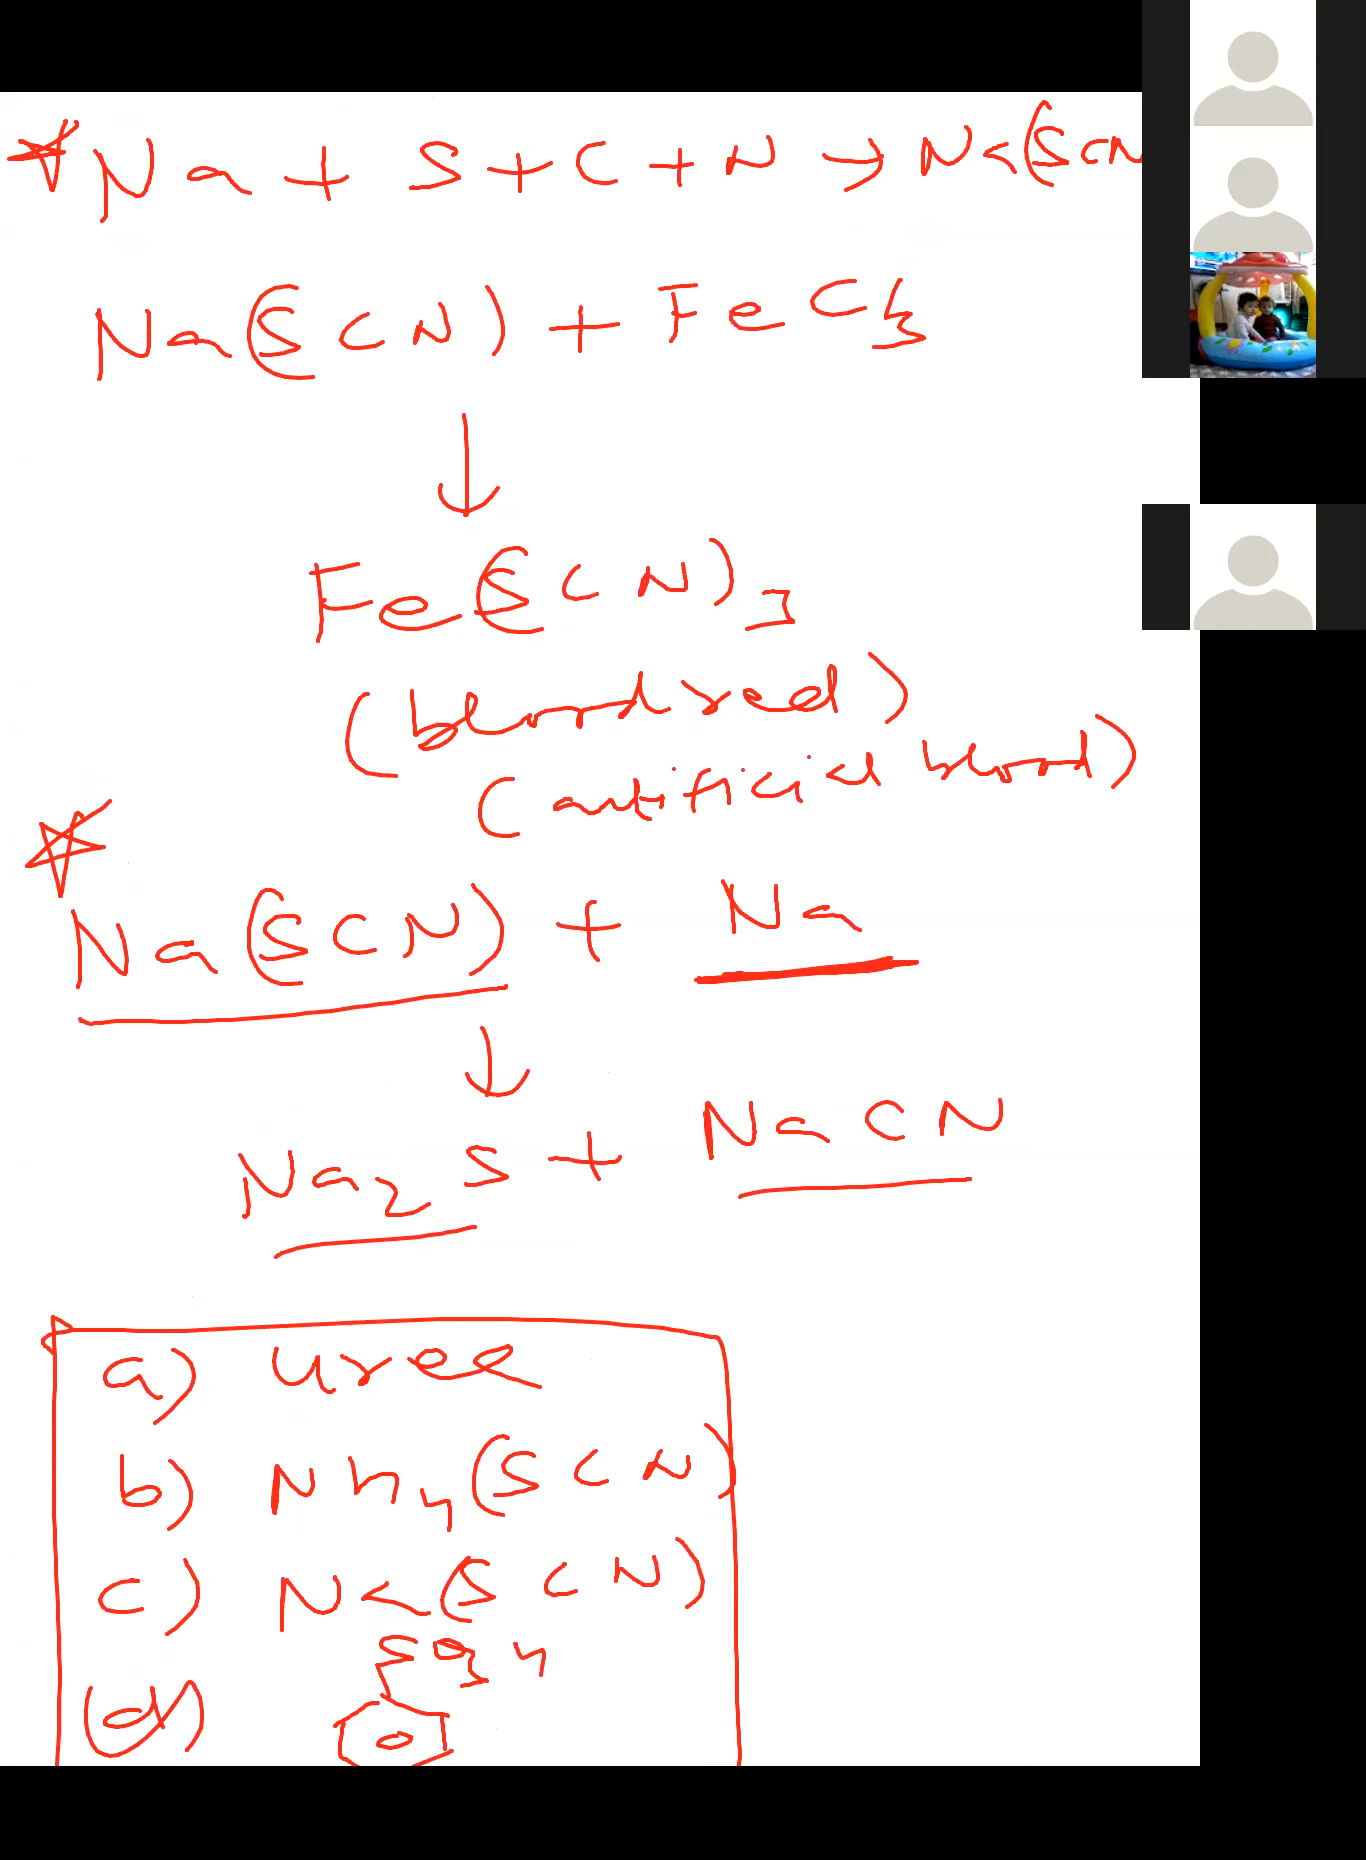 Na + S + C + N → Na(SCN
Na(SCN) + FeCl3
↓
Fe(SCN)3
(blood red)
(artificial blood)
Na(SCN) + Na
↓
Na2S + NaCN
a) urea
b) Nh4(SCN)
c) Na(SCN)
(d) SO3H